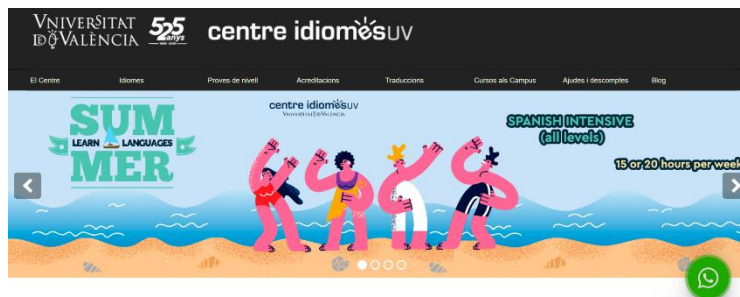 VNIVERSITAT
DE VALÈNCIA
525
anys
centre idiomesuv
El Centre
Idiomes
Proves de nivell
Acreditacions
Traduccions
Cursos als Campus
Ajudes i descomptes
Blog
SUM
LEARN LANGUAGES
MER
centre idiomesuv
VNIVERSITAT DE VALÈNCIA
SPANISH INTENSIVE
(all levels)
15 or 20 hours per week